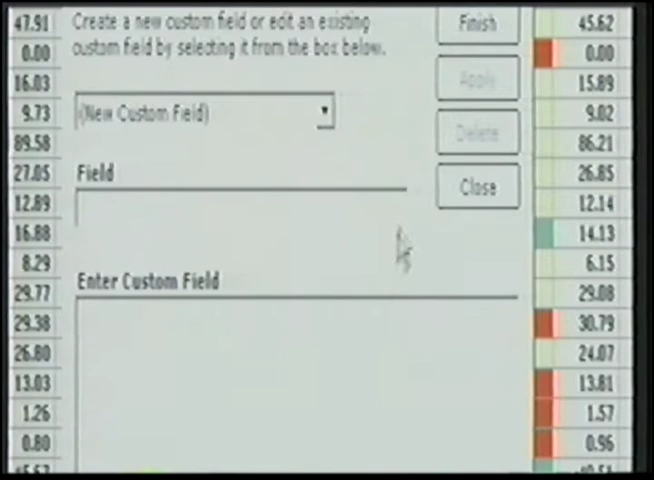 47.91 Create a new custom field or edit an existing Finish 45.62
0.00 custom field by selecting it from the box below. 0.00
16.03 Apply 15.89
9.73 (New Custom Field) 9.02
89.58 Delete 86.21
27.05 Field 26.85
12.89 Close 12.14
16.88 14.13
8.29 6.15
29.77 Enter Custom Field 29.08
29.38 30.79
26.80 24.07
13.03 13.81
1.26 1.57
0.80 0.96